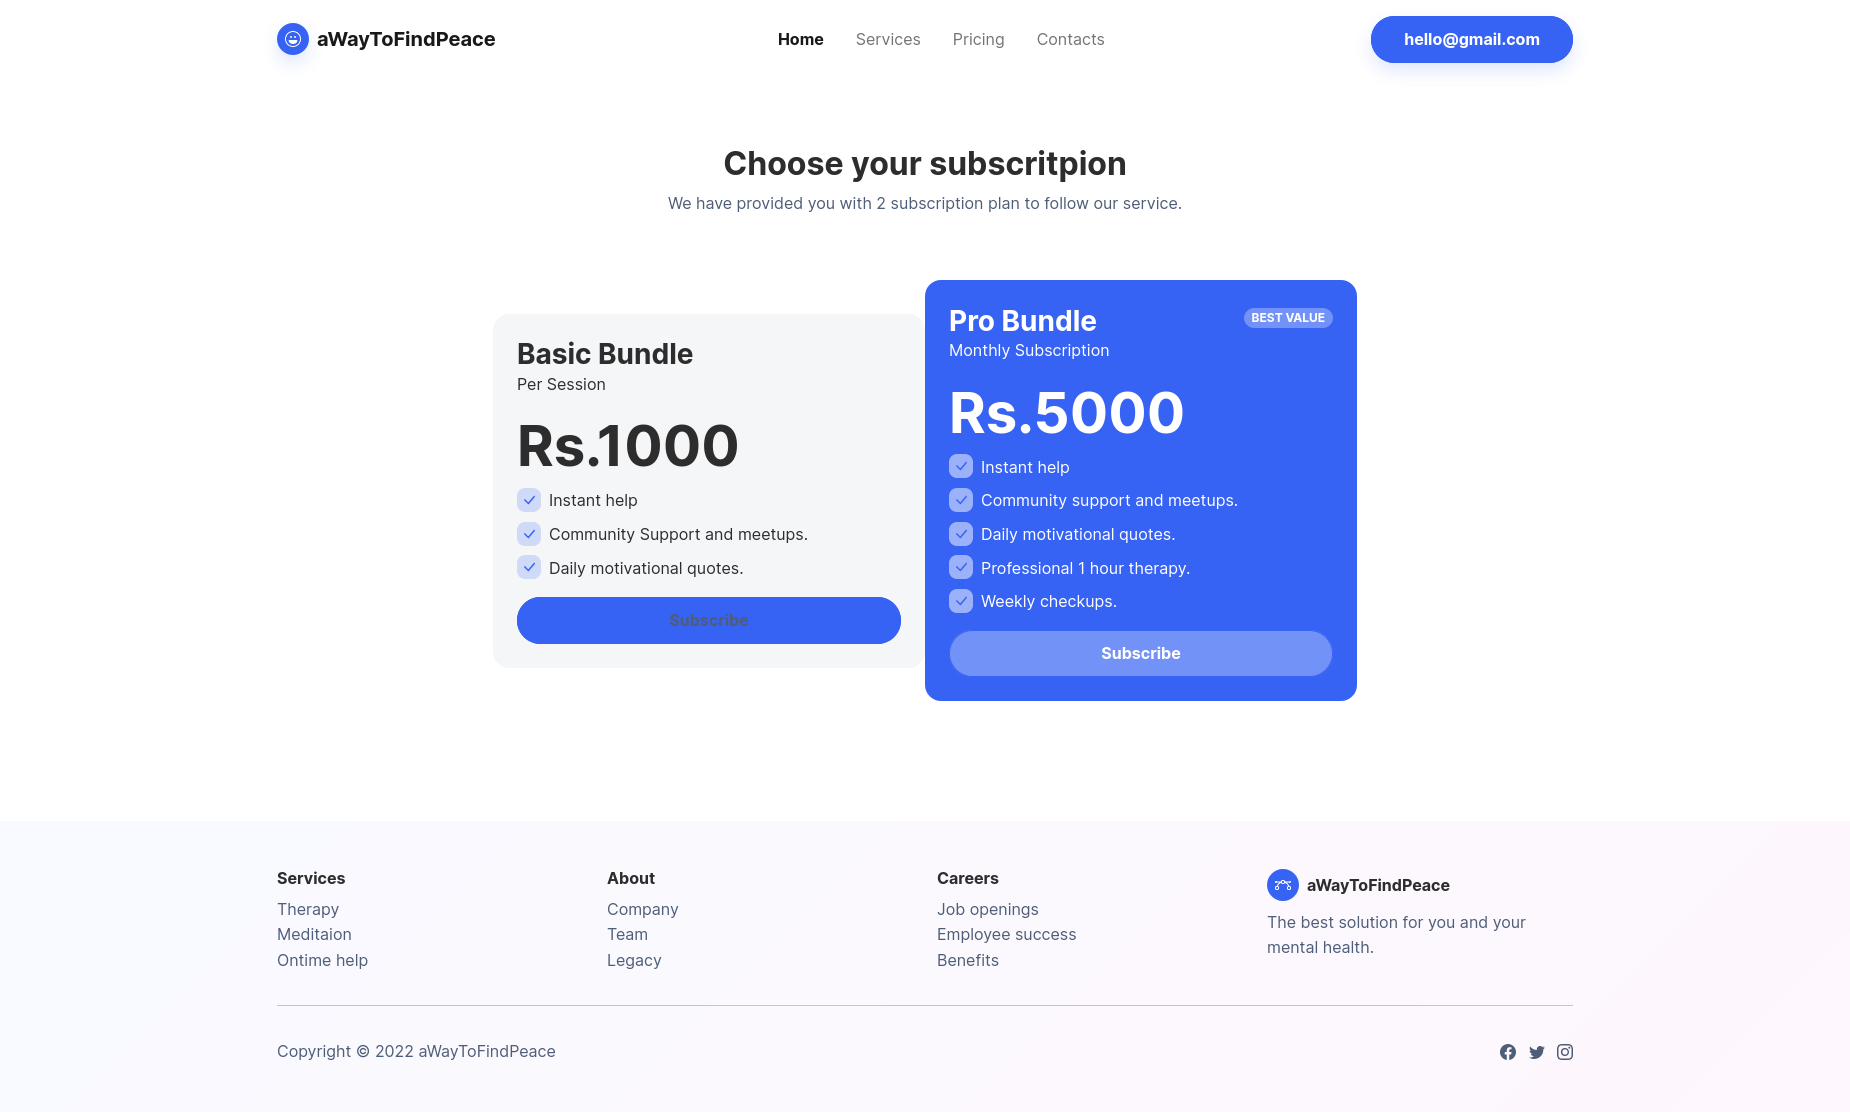 aWayToFindPeace
Home
Services
Pricing
Contacts
hello@gmail.com
Choose your subscritpion
We have provided you with 2 subscription plan to follow our service.
Basic Bundle
Per Session
Rs.1000
Instant help
Community Support and meetups.
Daily motivational quotes.
Subscribe
Pro Bundle
BEST VALUE
Monthly Subscription
Rs.5000
Instant help
Community support and meetups.
Daily motivational quotes.
Professional 1 hour therapy.
Weekly checkups.
Subscribe
Services
Therapy
Meditaion
Ontime help
About
Company
Team
Legacy
Careers
Job openings
Employee success
Benefits
aWayToFindPeace
The best solution for you and your
mental health.
Copyright © 2022 aWayToFindPeace